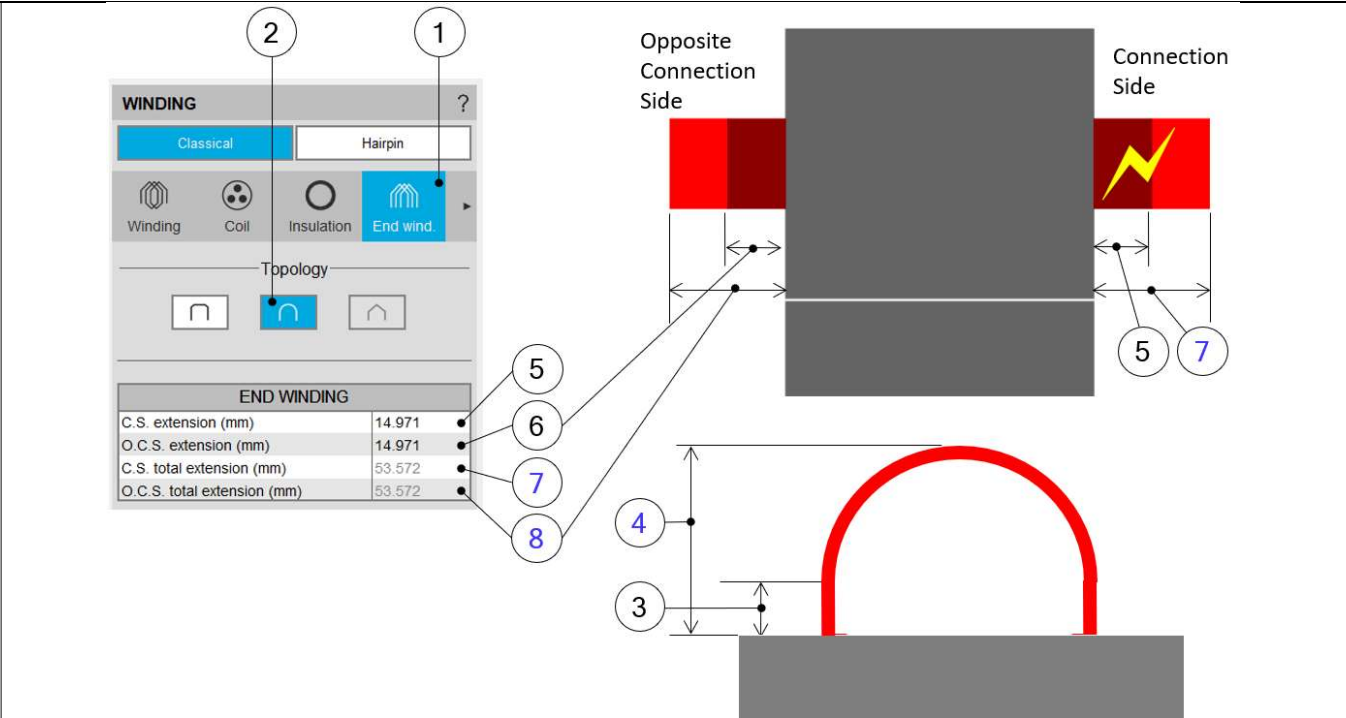 2
1
WINDING
?
Classical
Hairpin
Winding
Coil
Insulation
End wind.
Topology
END WINDING
C.S. extension (mm) 14.971
O.C.S. extension (mm) 14.971
C.S. total extension (mm) 53.572
O.C.S. total extension (mm) 53.572
5
6
7
8
Opposite
Connection
Side
Connection
Side
5
7
4
3